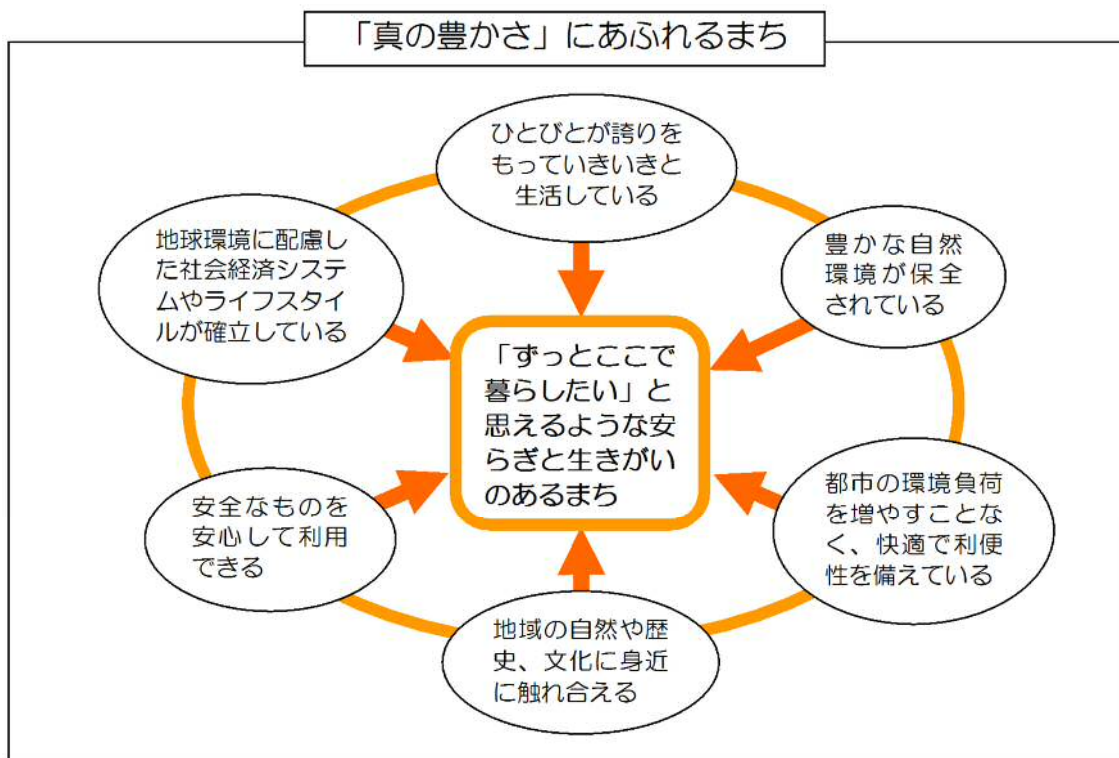 「真の豊かさ」にあふれるまち
ひとびとが誇りを
もっていきいきと
生活している
地球環境に配慮し
た社会経済システ
ムやライフスタイ
ルが確立している
豊かな自然
環境が保全
されている
「ずっとここで
暮らしたい」と
思えるような安
らぎと生きがい
のあるまち
安全なものを
安心して利用
できる
都市の環境負荷
を増やすことな
く、快適で利便
性を備えている
地域の自然や歴
史、文化に身近
に触れ合える